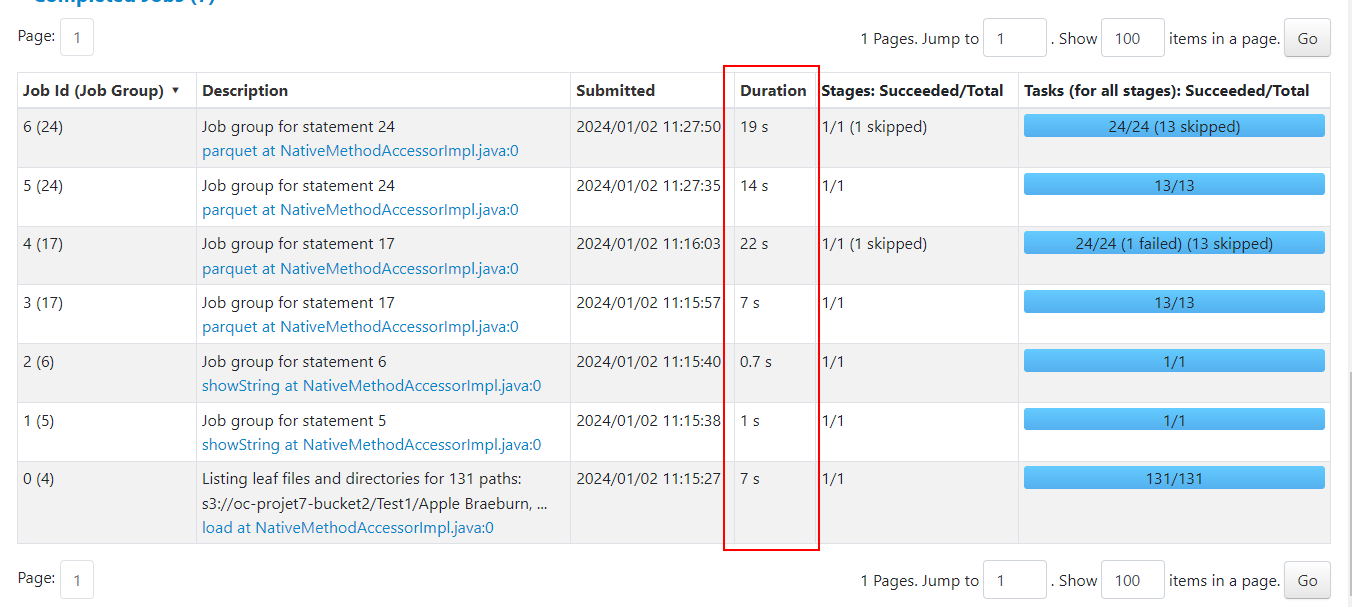 Completed Jobs (7)
Page: 1
1 Pages. Jump to 1 . Show 100 items in a page. Go
Job Id (Job Group) ▼ Description Submitted Duration Stages: Succeeded/Total Tasks (for all stages): Succeeded/Total
6 (24) Job group for statement 24 2024/01/02 11:27:50 19 s 1/1 (1 skipped) 24/24 (13 skipped)
parquet at NativeMethodAccessorImpl.java:0
5 (24) Job group for statement 24 2024/01/02 11:27:35 14 s 1/1 13/13
parquet at NativeMethodAccessorImpl.java:0
4 (17) Job group for statement 17 2024/01/02 11:16:03 22 s 1/1 (1 skipped) 24/24 (1 failed) (13 skipped)
parquet at NativeMethodAccessorImpl.java:0
3 (17) Job group for statement 17 2024/01/02 11:15:57 7 s 1/1 13/13
parquet at NativeMethodAccessorImpl.java:0
2 (6) Job group for statement 6 2024/01/02 11:15:40 0.7 s 1/1 1/1
showString at NativeMethodAccessorImpl.java:0
1 (5) Job group for statement 5 2024/01/02 11:15:38 1 s 1/1 1/1
showString at NativeMethodAccessorImpl.java:0
0 (4) Listing leaf files and directories for 131 paths: 2024/01/02 11:15:27 7 s 1/1 131/131
s3://oc-projet7-bucket2/Test1/Apple Braeburn, ...
load at NativeMethodAccessorImpl.java:0
Page: 1
1 Pages. Jump to 1 . Show 100 items in a page. Go